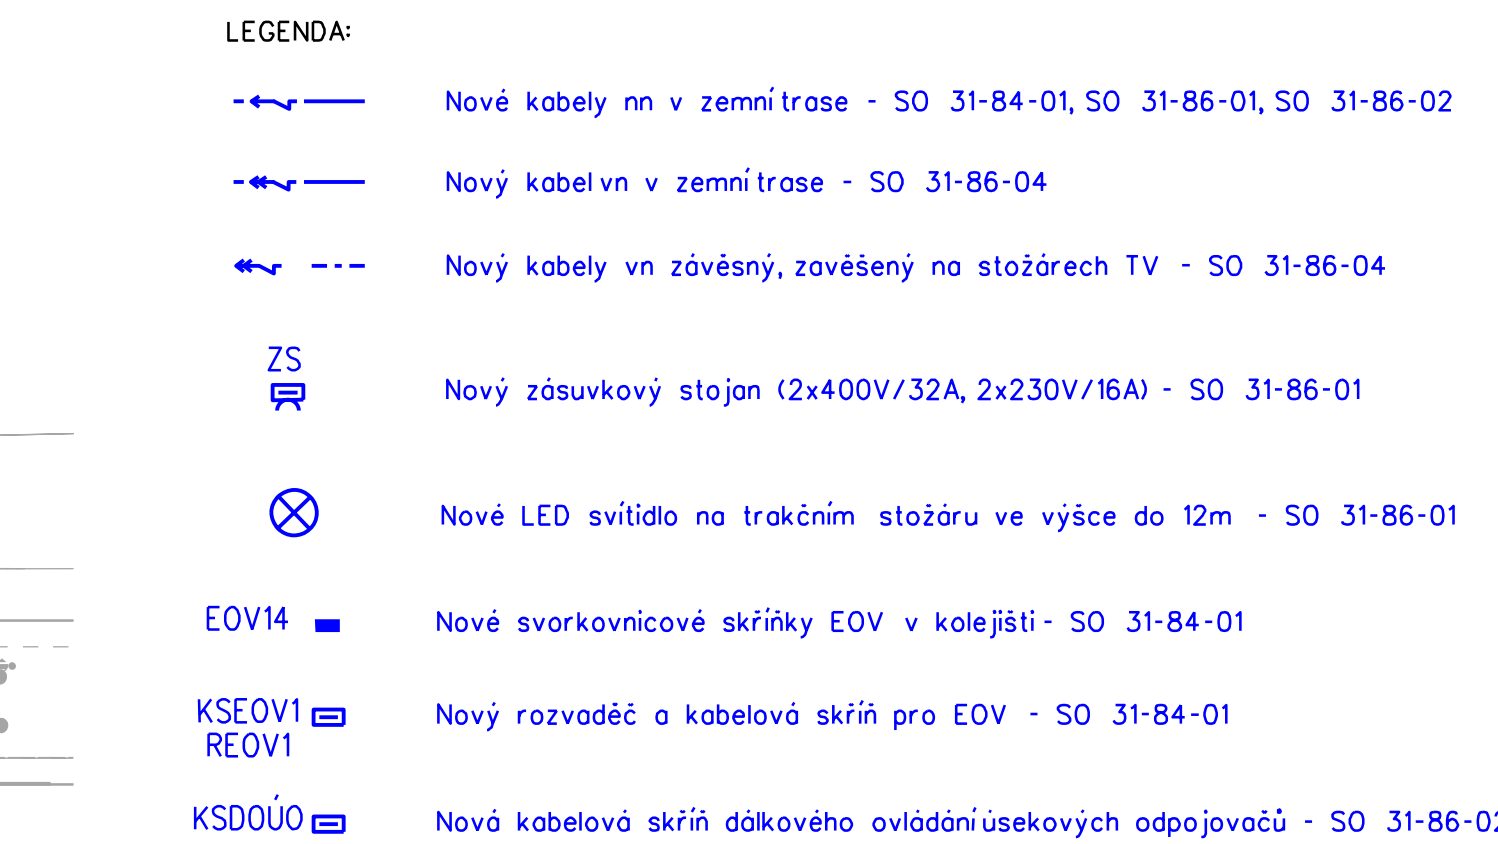 LEGENDA:
Nové kabely nn v zemní trase - SO 31-84-01, SO 31-86-01, SO 31-86-02
Nový kabel vn v zemní trase - SO 31-86-04
Nový kabely vn závěsný, zavěšený na stožárech TV - SO 31-86-04
ZS
Nový zásuvkový stojan (2x400V/32A, 2x230V/16A) - SO 31-86-01
Nové LED svítidlo na trakčním stožáru ve výšce do 12m - SO 31-86-01
EOV14 Nové svorkovnicové skříňky EOV v kolejišti - SO 31-84-01
KSEOV1 Nový rozvaděč a kabelová skříň pro EOV - SO 31-84-01
REOV1
KSDOÚO Nová kabelová skříň dálkového ovládání úsekových odpojovačů - SO 31-86-02